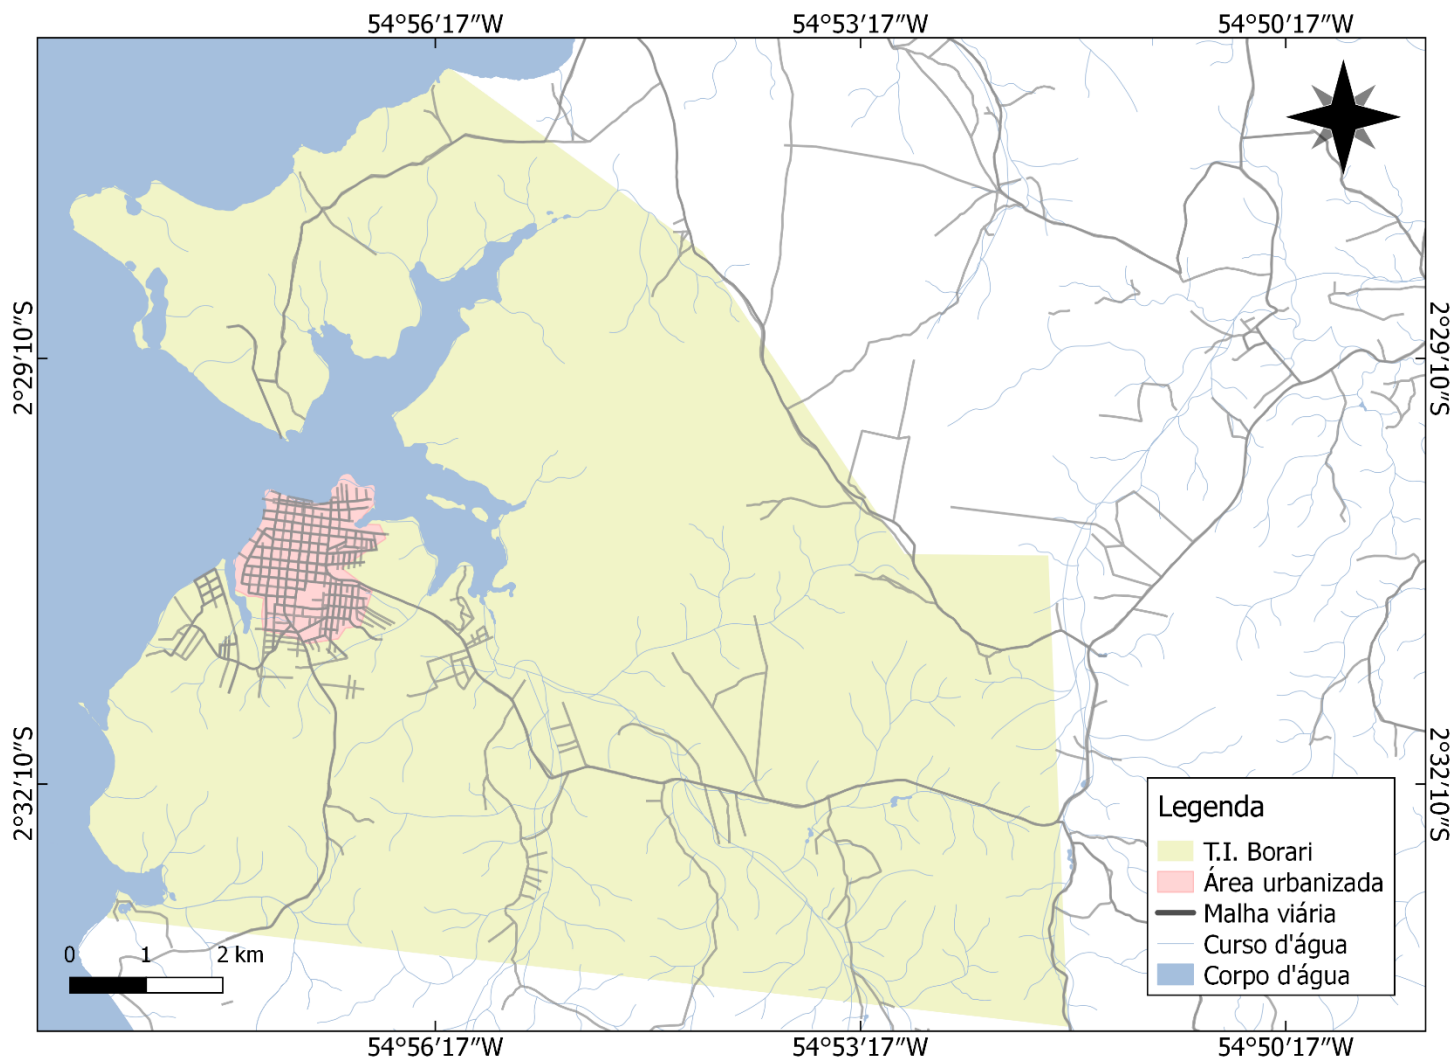 54°56′17″W 54°53′17″W 54°50′17″W
2°29′10″S 2°29′10″S
2°32′10″S 2°32′10″S
Legenda
T.I. Borari
Área urbanizada
Malha viária
Curso d'água
Corpo d'água
0 1 2 km
54°56′17″W 54°53′17″W 54°50′17″W